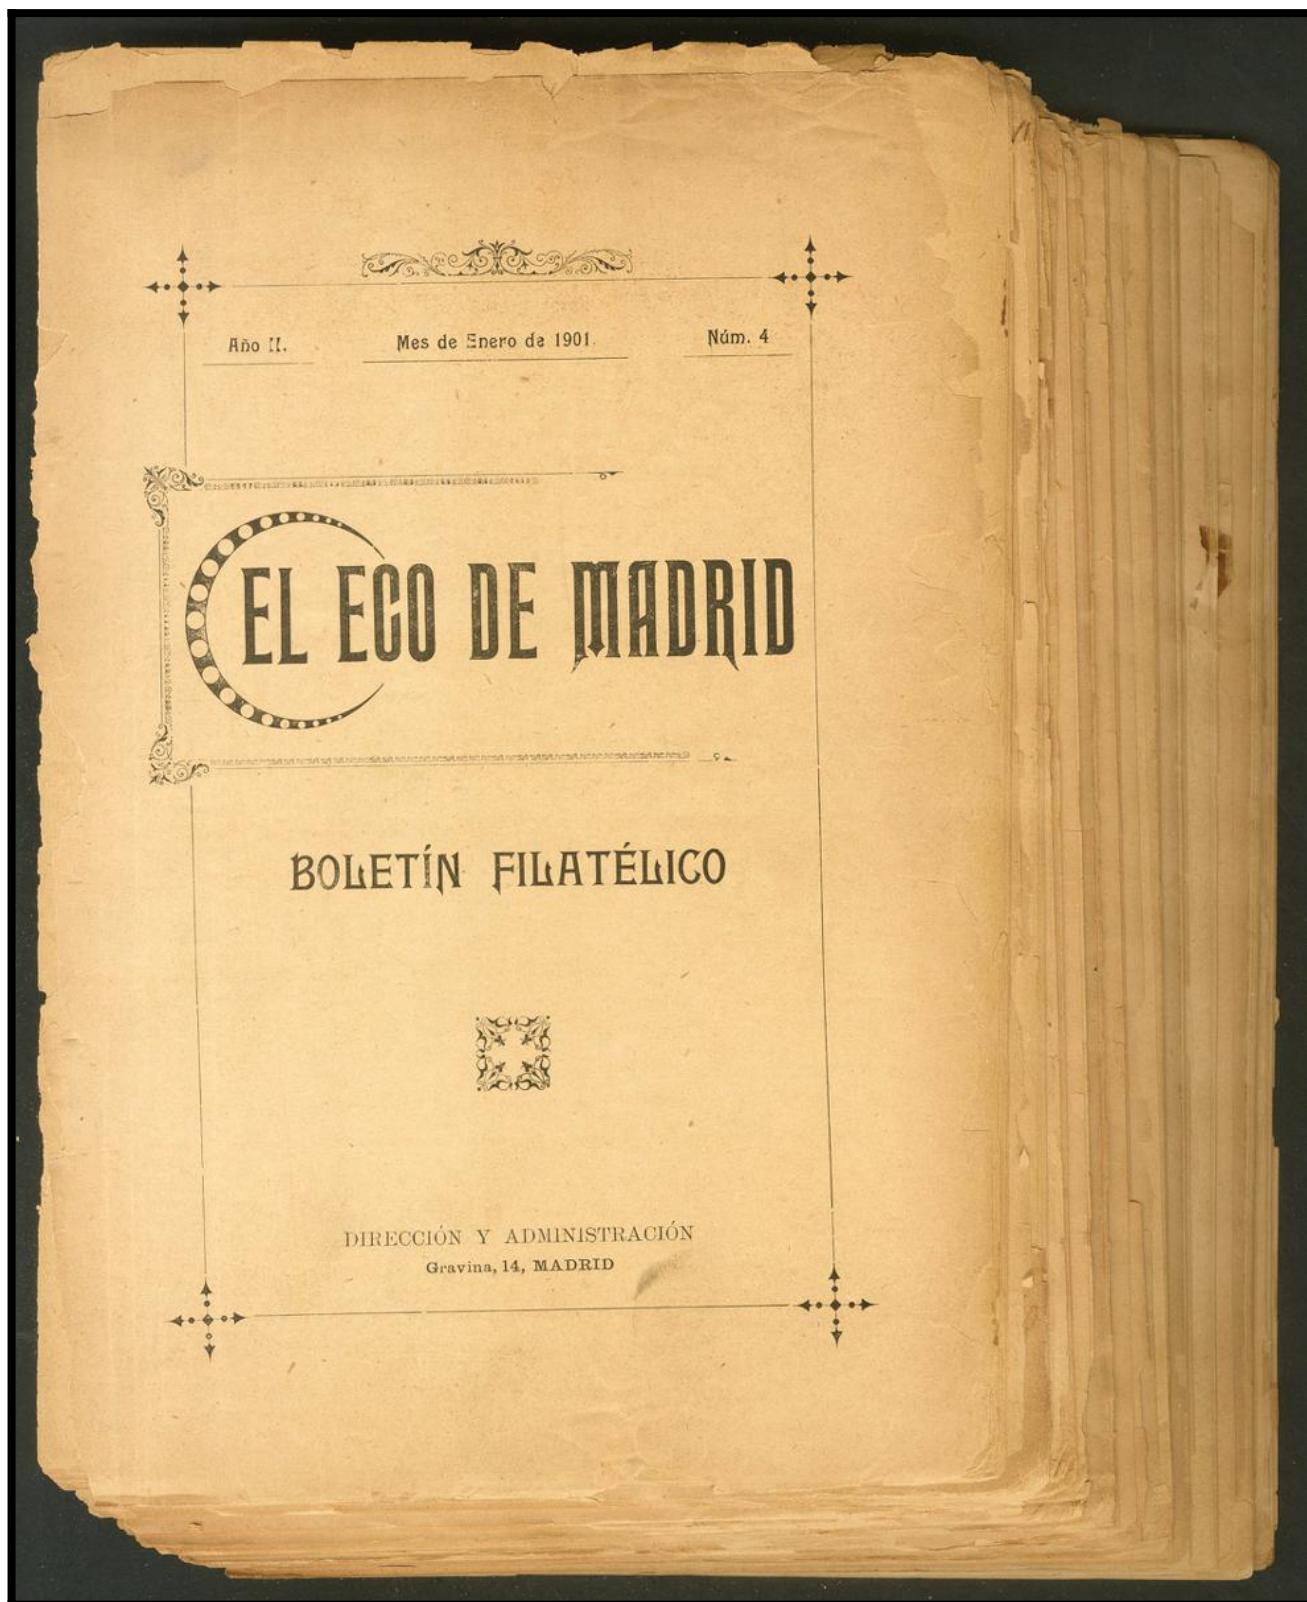 Año II.
Mes de Enero de 1901.
Núm. 4
EL ECO DE MADRID
BOLETÍN FILATÉLICO
DIRECCIÓN Y ADMINISTRACIÓN
Gravina, 14, MADRID